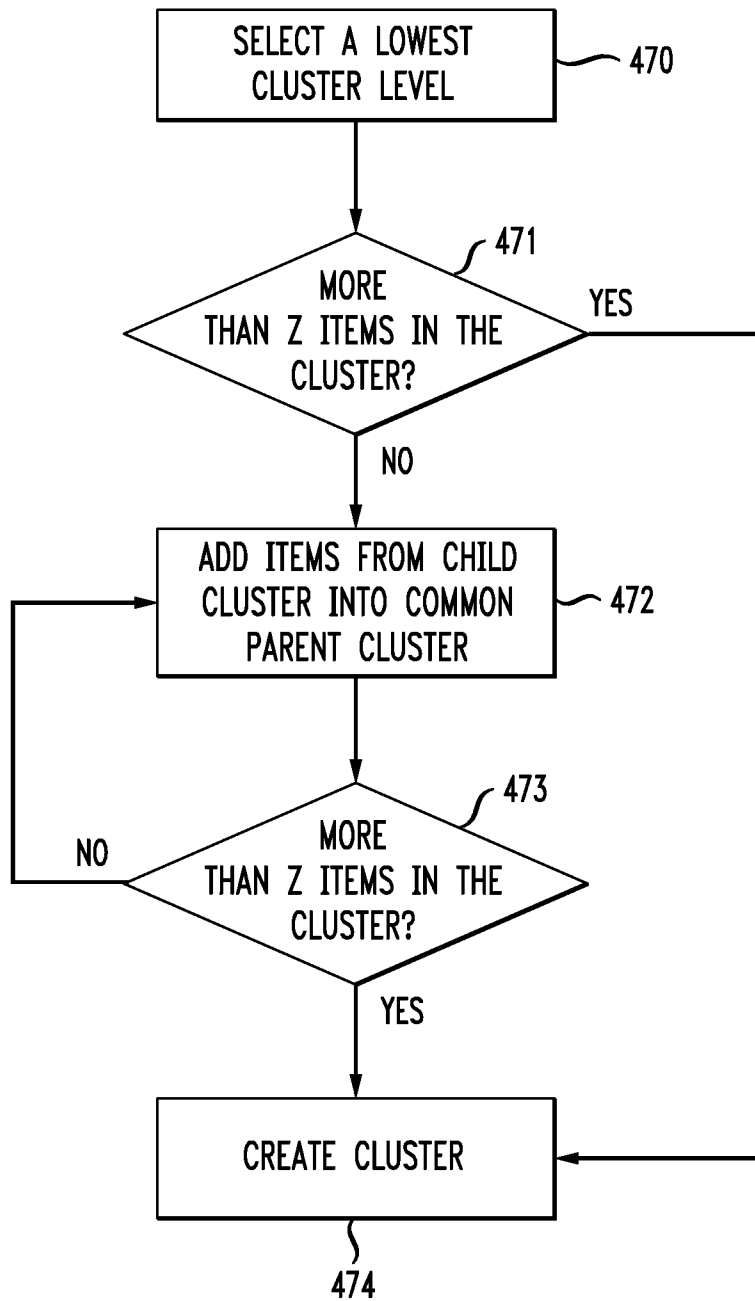 SELECT A LOWEST
CLUSTER LEVEL
470
471
MORE
THAN Z ITEMS IN THE
CLUSTER?
YES
NO
ADD ITEMS FROM CHILD
CLUSTER INTO COMMON
PARENT CLUSTER
472
473
MORE
THAN Z ITEMS IN THE
CLUSTER?
NO
YES
CREATE CLUSTER
474